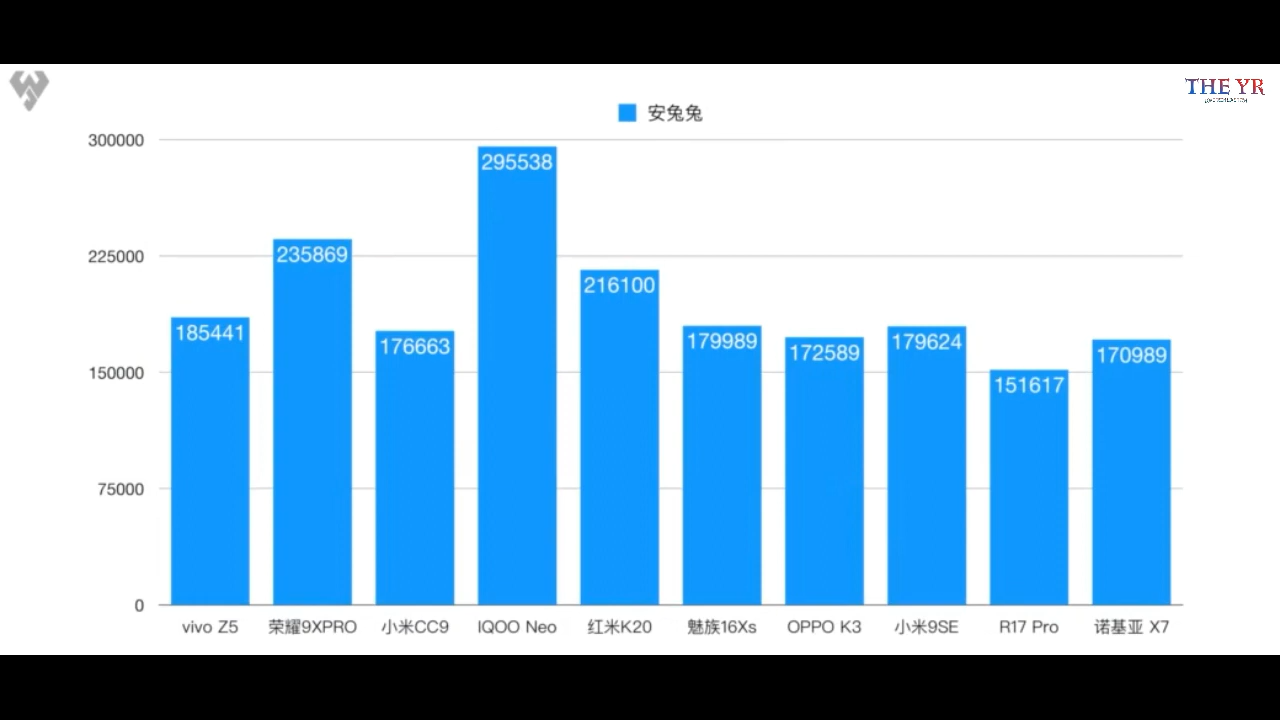 THE YR
安兔兔
300000
225000
150000
75000
0
185441
235869
176663
295538
216100
179989
172589
179624
151617
170989
vivo Z5
荣耀9XPRO
小米CC9
IQOO Neo
红米K20
魅族16Xs
OPPO K3
小米9SE
R17 Pro
诺基亚 X7